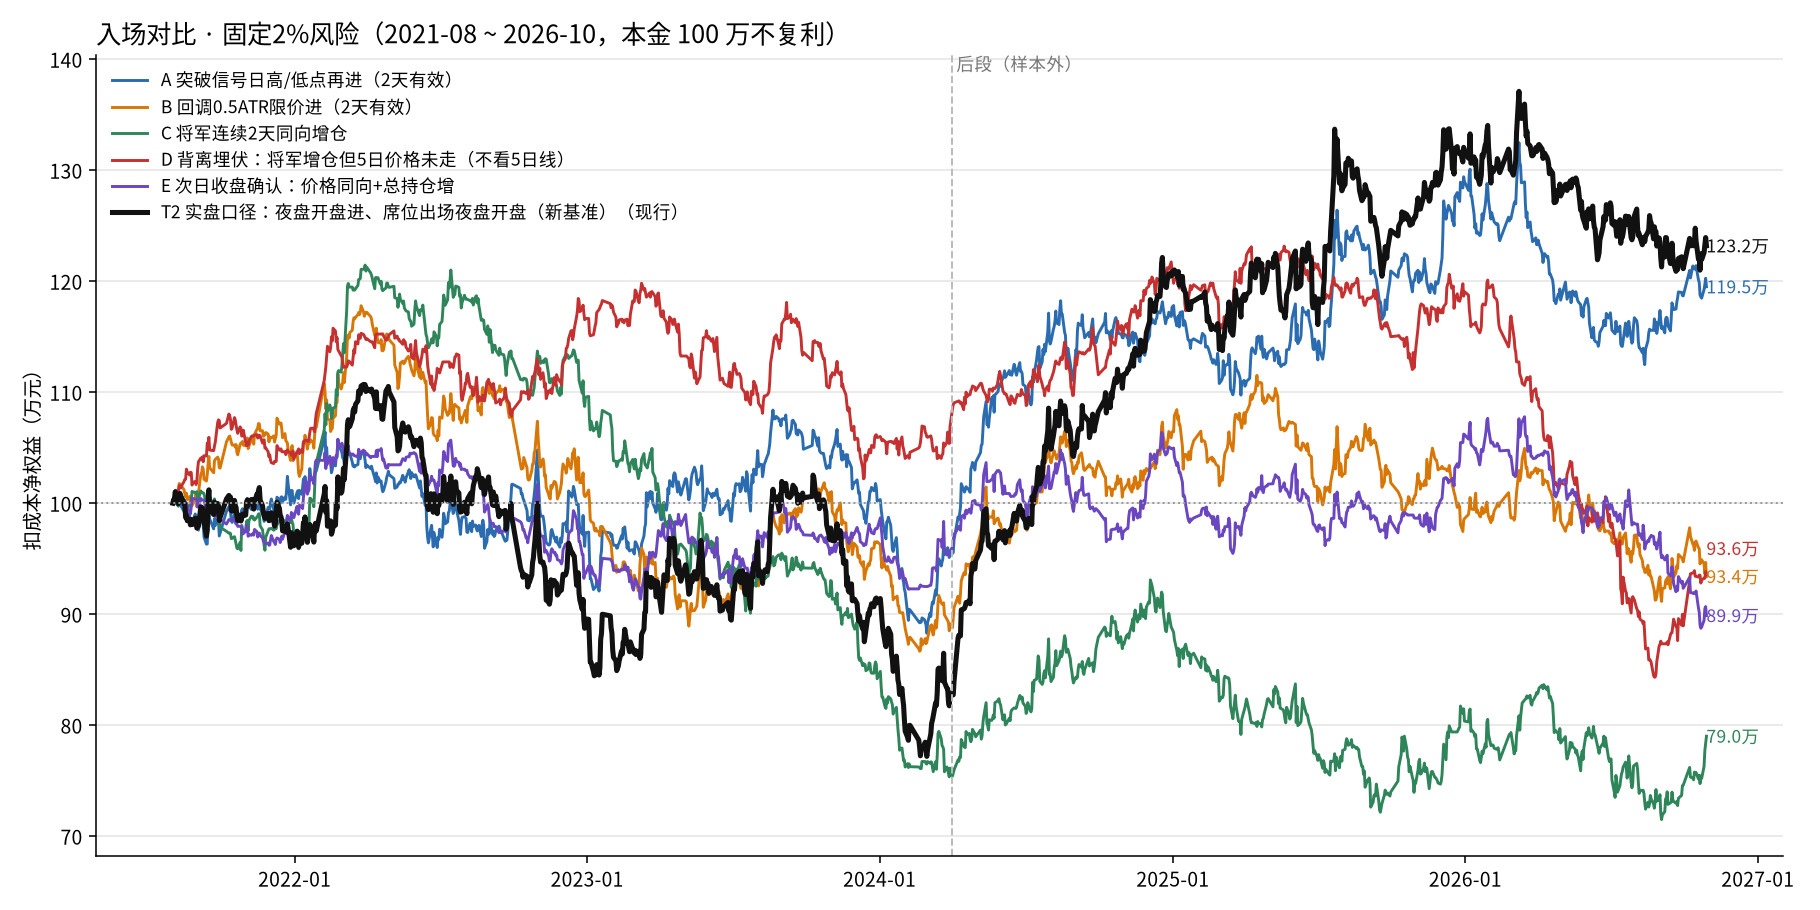 入场对比 · 固定2%风险（2021-08 ~ 2026-10，本金 100 万不复利）
后段（样本外）
A 突破信号日高/低点再进（2天有效）
B 回调0.5ATR限价进（2天有效）
C 将军连续2天同向增仓
D 背离埋伏：将军增仓但5日价格未走（不看5日线）
E 次日收盘确认：价格同向+总持仓增
T2 实盘口径：夜盘开盘进、席位出场夜盘开盘（新基准）（现行）
扣成本净权益（万元）
140
130
120
110
100
90
80
70
123.2万
119.5万
93.6万
93.4万
89.9万
79.0万
2022-01
2023-01
2024-01
2025-01
2026-01
2027-01